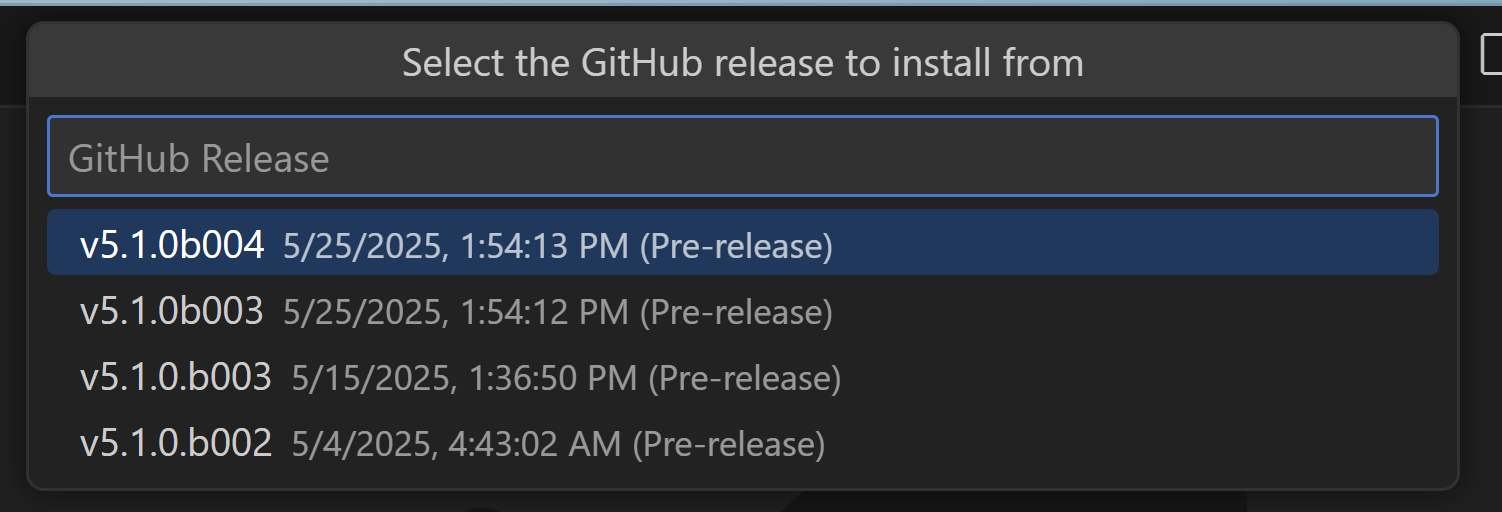 Select the GitHub release to install from
GitHub Release
v5.1.0b004 5/25/2025, 1:54:13 PM (Pre-release)
v5.1.0b003 5/25/2025, 1:54:12 PM (Pre-release)
v5.1.0.b003 5/15/2025, 1:36:50 PM (Pre-release)
v5.1.0.b002 5/4/2025, 4:43:02 AM (Pre-release)